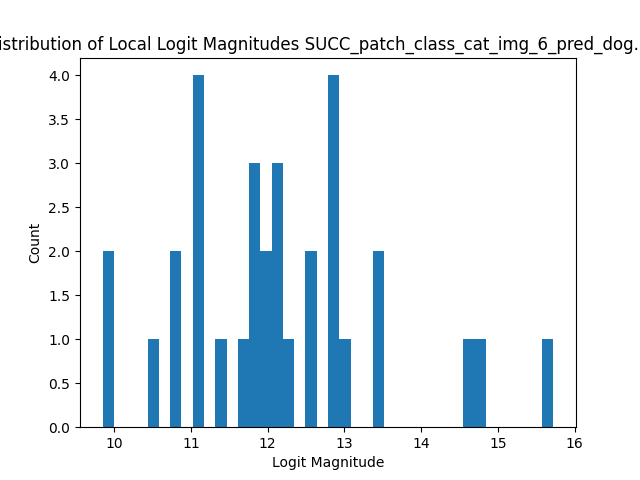 istribution of Local Logit Magnitudes SUCC_patch_class_cat_img_6_pred_dog.
4.0
3.5
3.0
2.5
2.0
1.5
1.0
0.5
0.0
Count
10 11 12 13 14 15 16
Logit Magnitude